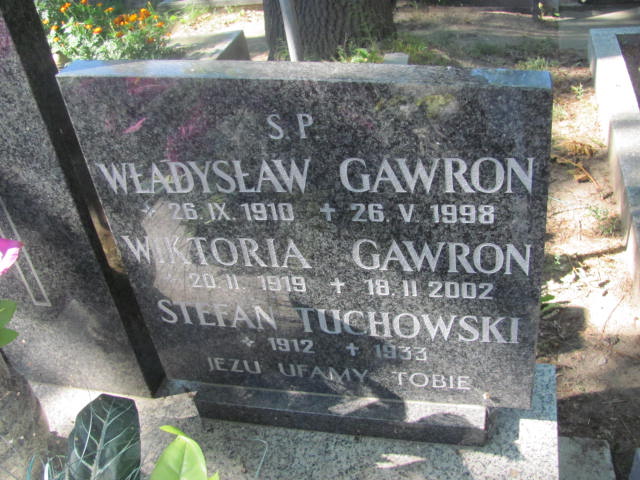 S.P.
WŁADYSŁAW GAWRON
* 26.IX.1910 + 26.V.1998
WIKTORIA GAWRON
* 20.II.1919 + 18.II 2002
STEFAN TUCHOWSKI
* 1912 + 1933
JEZU UFAMY TOBIE